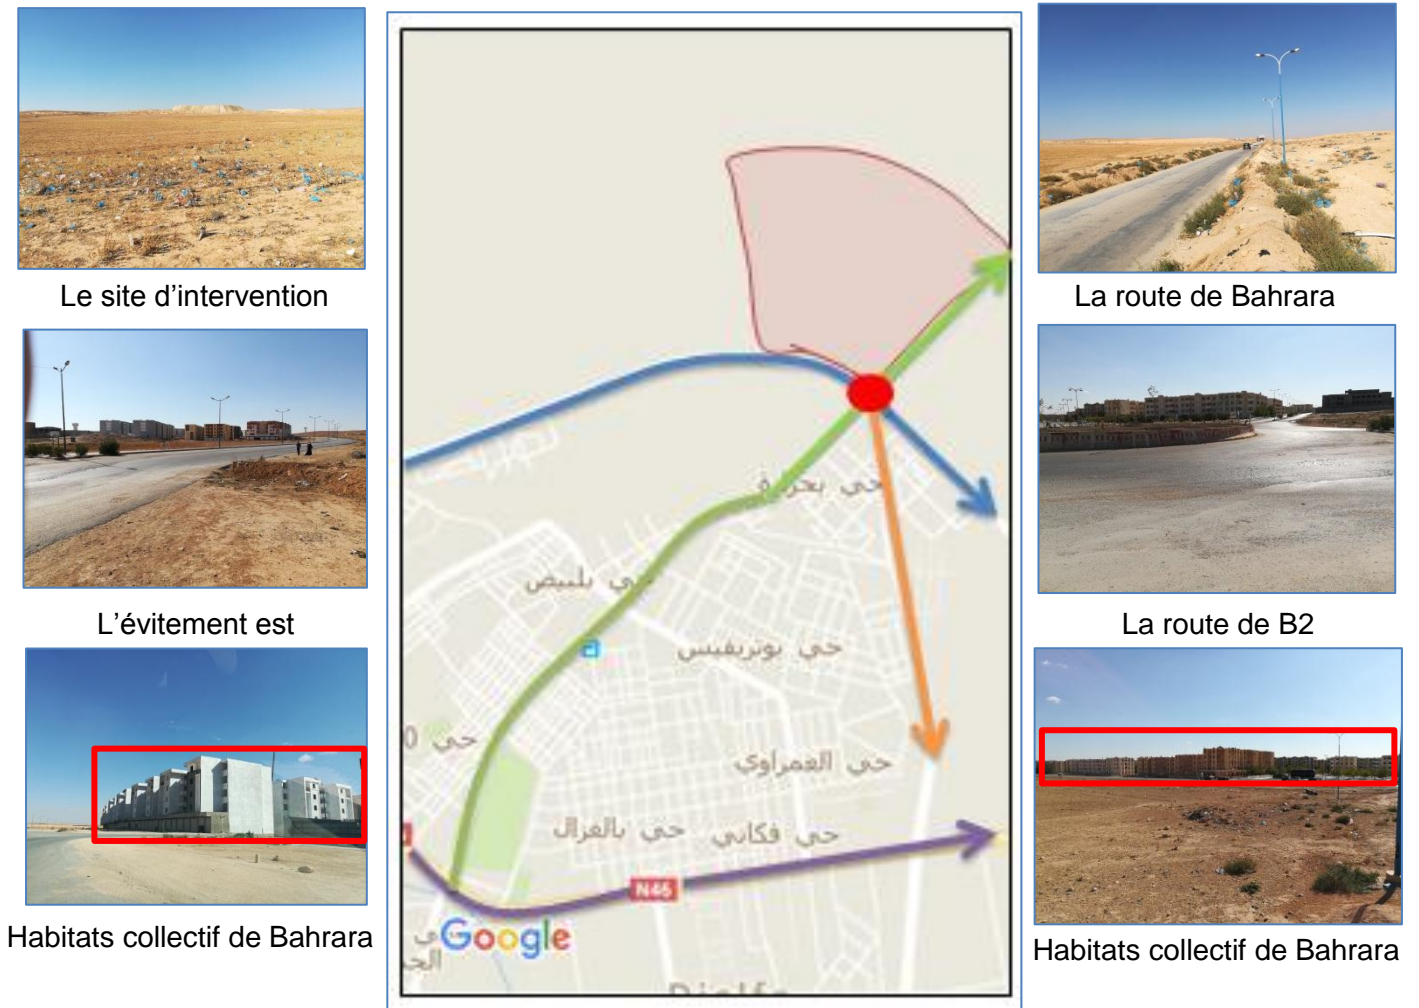 Le site d’intervention
La route de Bahrara
L’évitement est
La route de B2
Habitats collectif de Bahrara
Habitats collectif de Bahrara
حي بلبيض
حي بوتريفيس
حي 0
حي العمراوي
حي بالغزال
حي فكاني
N46
Google